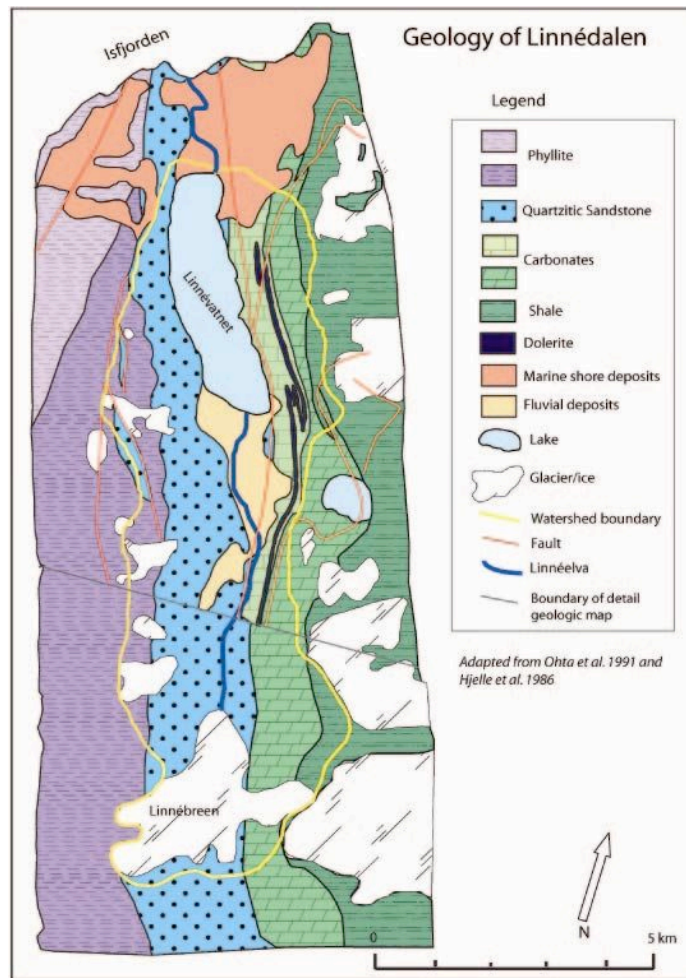 Geology of Linnédalen
Isfjorden
Legend
Phyllite
Quartzitic Sandstone
Carbonates
Shale
Dolerite
Marine shore deposits
Fluvial deposits
Lake
Glacier/ice
Watershed boundary
Fault
Linnéelva
Boundary of detail
geologic map
Adapted from Ohta et al. 1991 and
Hjelle et al. 1986
Linnévatnet
Linnébreen
N
0
5 km